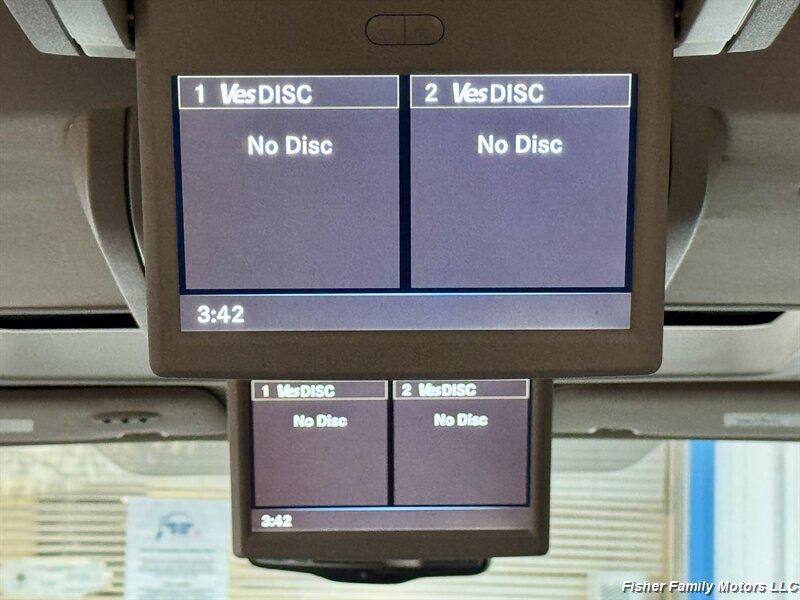 1 VesDISC
2 VesDISC
No Disc
No Disc
3:42
1 VesDISC
2 VesDISC
No Disc
No Disc
3:42
Fisher Family Motors LLC